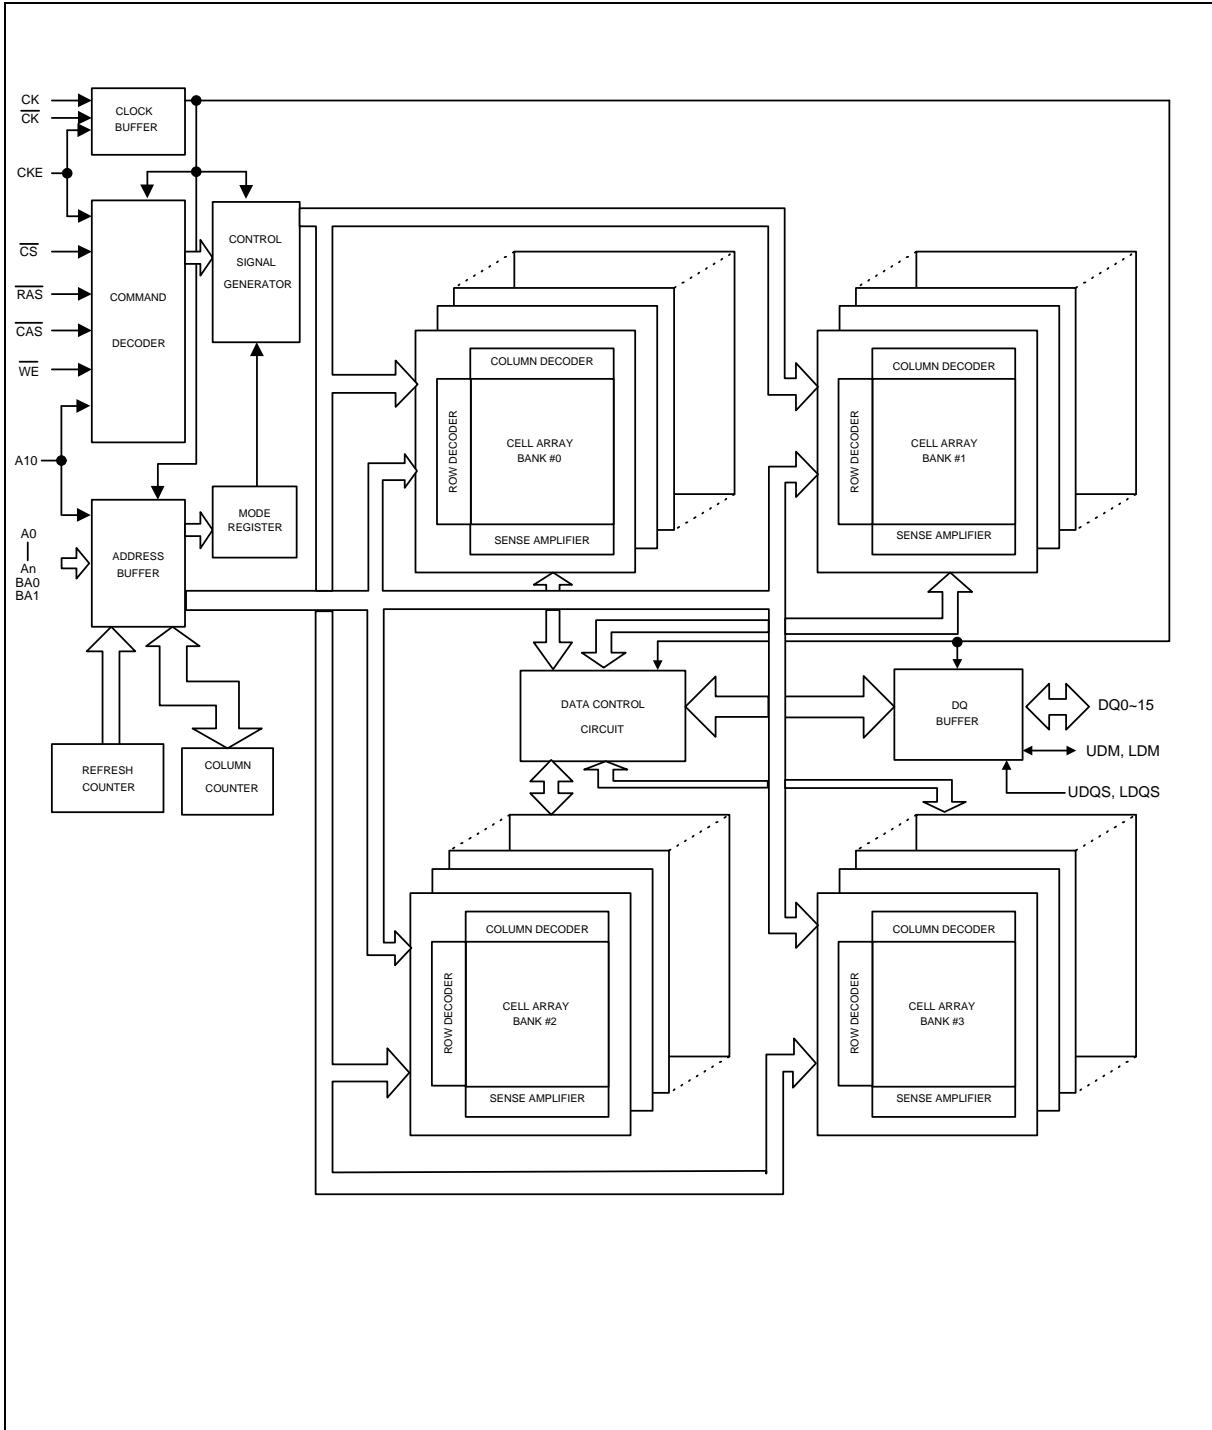 CK
CK
CKE
CS
RAS
CAS
WE
A10
A0
An
BA0
BA1
CLOCK
BUFFER
COMMAND
DECODER
CONTROL
SIGNAL
GENERATOR
ADDRESS
BUFFER
MODE
REGISTER
REFRESH
COUNTER
COLUMN
COUNTER
COLUMN DECODER
ROW DECODER
CELL ARRAY
BANK #0
SENSE AMPLIFIER
COLUMN DECODER
ROW DECODER
CELL ARRAY
BANK #1
SENSE AMPLIFIER
DATA CONTROL
CIRCUIT
DQ
BUFFER
DQ0~15
UDM, LDM
UDQS, LDQS
COLUMN DECODER
ROW DECODER
CELL ARRAY
BANK #2
SENSE AMPLIFIER
COLUMN DECODER
ROW DECODER
CELL ARRAY
BANK #3
SENSE AMPLIFIER